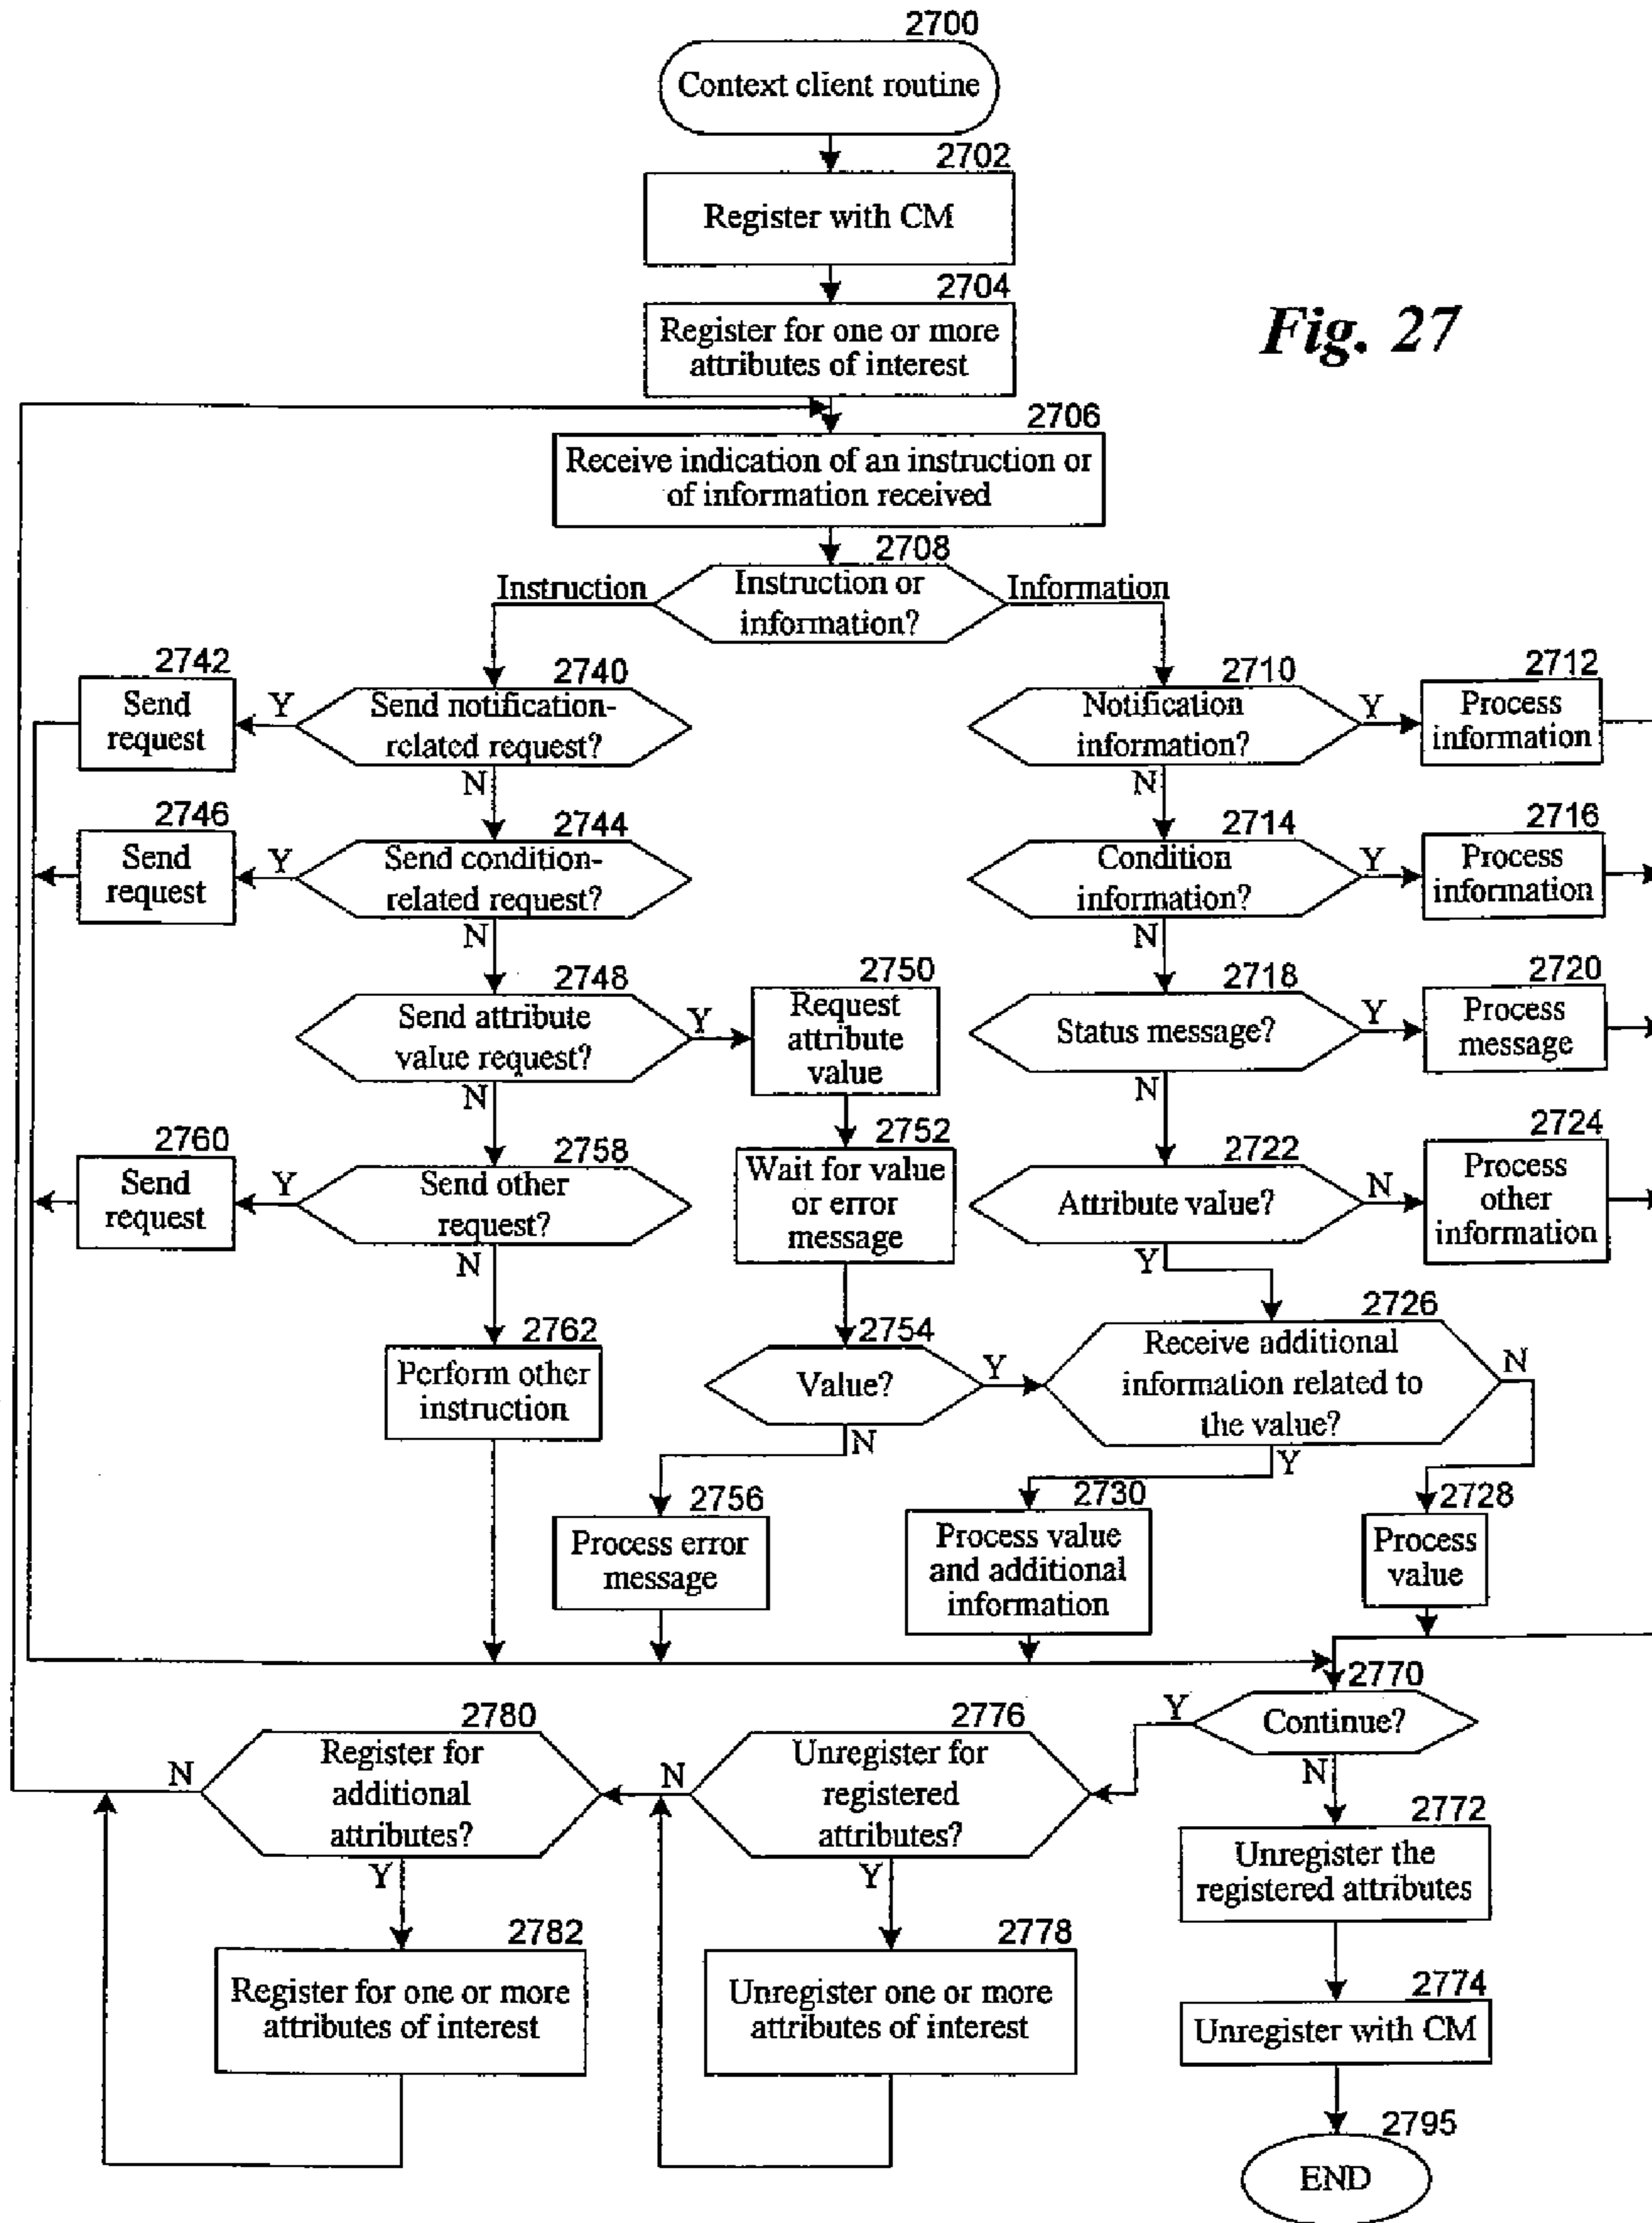 2700
Context client routine
2702
Register with CM
2704
Register for one or more
attributes of interest
Fig. 27
2706
Receive indication of an instruction or
of information received
2708
Instruction
Instruction or
information?
Information
2742
Send
request
Y
2740
Send notification-
related request?
N
2710
Notification
information?
Y
N
2712
Process
information
2746
Send
request
Y
2744
Send condition-
related request?
N
2714
Condition
information?
Y
N
2716
Process
information
2748
Send attribute
value request?
Y
N
2750
Request
attribute
value
2718
Status message?
Y
N
2720
Process
message
2760
Send
request
Y
2758
Send other
request?
N
2752
Wait for value
or error
message
2722
Attribute value?
N
Y
2724
Process
other
information
2762
Perform other
instruction
2754
Value?
Y
N
2726
Receive additional
information related to
the value?
N
Y
2756
Process error
message
2730
Process value
and additional
information
2728
Process
value
2770
Continue?
Y
N
2780
Register for
additional
attributes?
N
Y
2776
Unregister for
registered
attributes?
N
Y
2772
Unregister the
registered attributes
2782
Register for one or more
attributes of interest
2778
Unregister one or more
attributes of interest
2774
Unregister with CM
2795
END